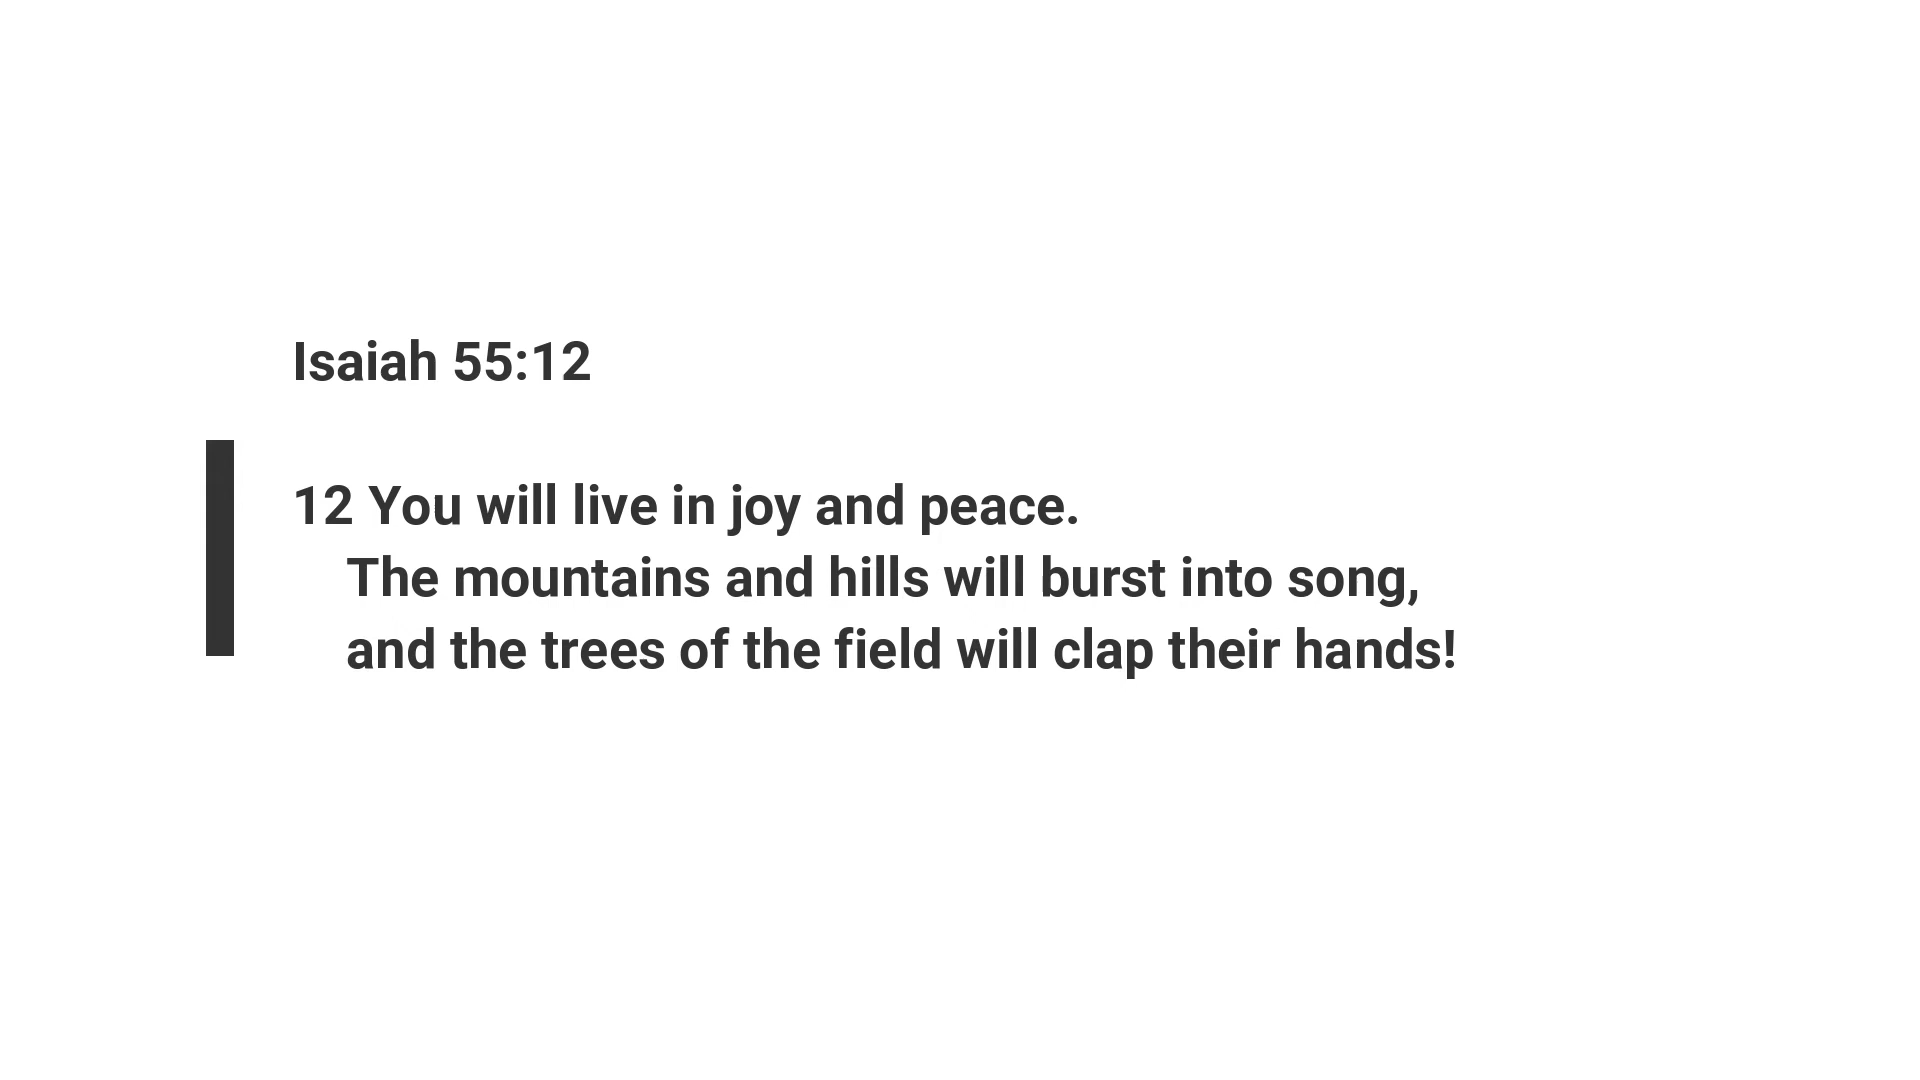 Isaiah 55:12
12 You will live in joy and peace.
The mountains and hills will burst into song,
and the trees of the field will clap their hands!